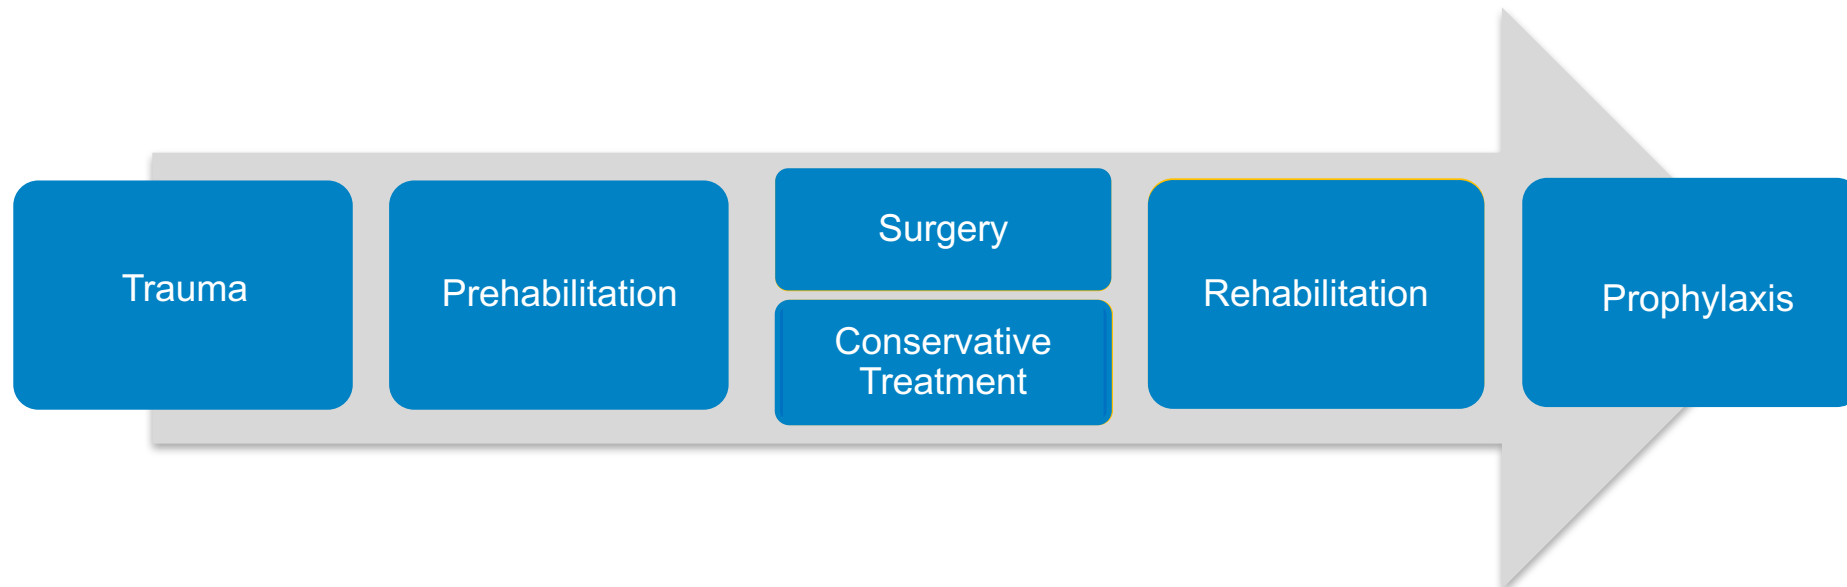 Trauma
Prehabilitation
Surgery
Conservative
Treatment
Rehabilitation
Prophylaxis